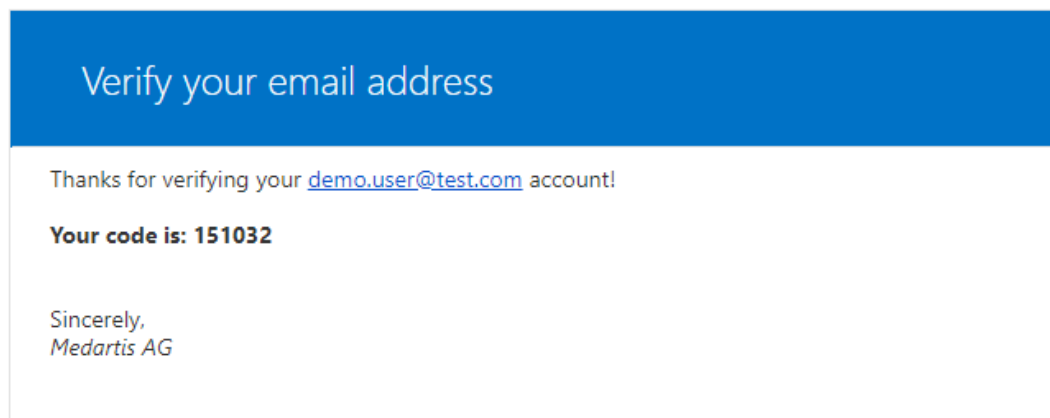 Verify your email address
Thanks for verifying your demo.user@test.com account!
Your code is: 151032
Sincerely,
Medartis AG